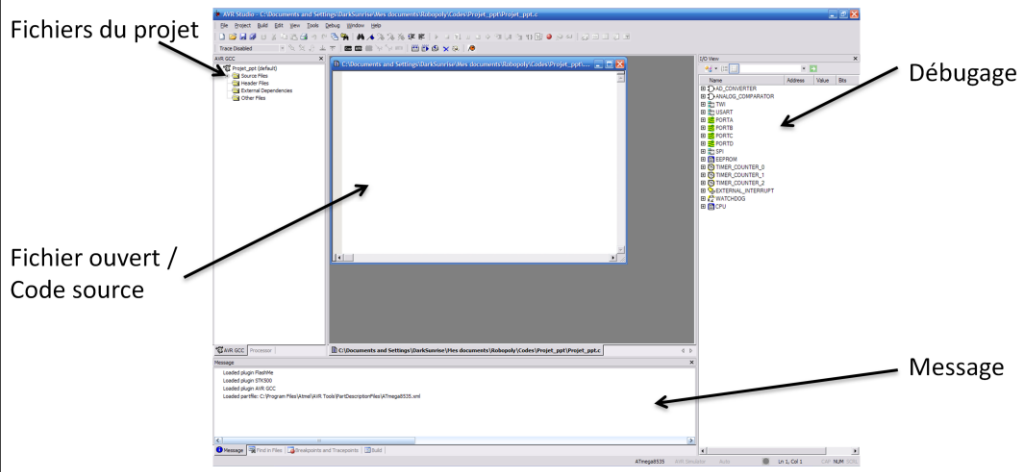 Fichiers du projet
Fichier ouvert /
Code source
Débugage
Message
AVR Studio - C:\Documents and Settings\DarkSunrise\Mes documents\Robopoly\Codes\Projet_ppt\Projet_ppt.c
File Project Build Edit View Tools Debug Window Help
Trace Disabled
AVR GCC
Projet_ppt (default)
Source Files
Header Files
External Dependencies
Other Files
C:\Documents and Settings\DarkSunrise\Mes documents\Robopoly\Codes\Projet_ppt\...
I/O View
Name Address Value Bits
AD_CONVERTER
ANALOG_COMPARATOR
TWI
USART
PORTA
PORTB
PORTC
PORTD
SPI
EEPROM
TIMER_COUNTER_0
TIMER_COUNTER_1
TIMER_COUNTER_2
EXTERNAL_INTERRUPT
WATCHDOG
CPU
AVR GCC Processor
C:\Documents and Settings\DarkSunrise\Mes documents\Robopoly\Codes\Projet_ppt\Projet_ppt.c
Message
Loaded plugin FlashMe
Loaded plugin STK500
Loaded plugin AVR GCC
Loaded partfile: C:\Program Files\Atmel\AVR Tools\PartDescriptionFiles\ATmega8535.xml
Message Find in Files Breakpoints and Tracepoints Build
ATmega8535 AVR Simulator Auto Ln 1, Col 1 CAP NUM